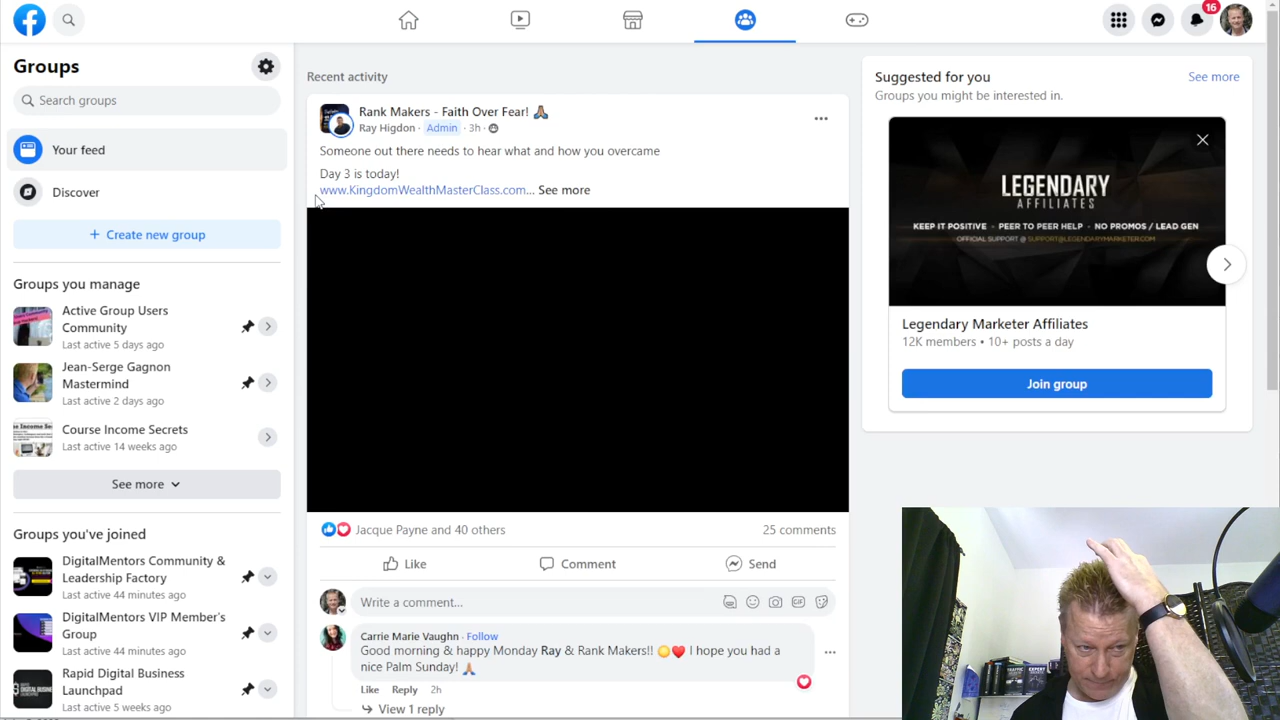 16
Groups
Search groups
Your feed
Discover
+ Create new group
Groups you manage
Active Group Users
Community
Last active 5 days ago
Jean-Serge Gagnon
Mastermind
Last active 2 days ago
Course Income Secrets
Last active 14 weeks ago
See more
Groups you've joined
DigitalMentors Community &
Leadership Factory
Last active 44 minutes ago
DigitalMentors VIP Member's
Group
Last active 44 minutes ago
Rapid Digital Business
Launchpad
Last active 5 weeks ago
Recent activity
Rank Makers - Faith Over Fear! 🙏🏽
Ray Higdon · Admin · 3h ·
Someone out there needs to hear what and how you overcame
Day 3 is today!
www.KingdomWealthMasterClass.com... See more
Jacque Payne and 40 others
25 comments
Like
Comment
Send
Write a comment...
GIF
Carrie Marie Vaughn · Follow
Good morning & happy Monday Ray & Rank Makers!! 🌞❤️ I hope you had a
nice Palm Sunday! 🙏🏽
Like Reply 2h
View 1 reply
Suggested for you
See more
Groups you might be interested in.
LEGENDARY
AFFILIATES
KEEP IT POSITIVE - PEER TO PEER HELP - NO PROMOS / LEAD GEN
OFFICIAL SUPPORT @ SUPPORT@LEGENDARYMARKETER.COM
Legendary Marketer Affiliates
12K members • 10+ posts a day
Join group
EXPERT